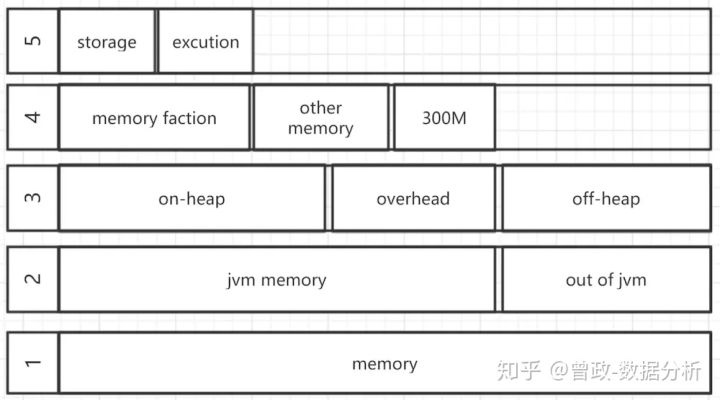 5
storage
excution
4
memory faction
other
memory
300M
3
on-heap
overhead
off-heap
2
jvm memory
out of jvm
1
memory
知乎 @曾政-数据分析